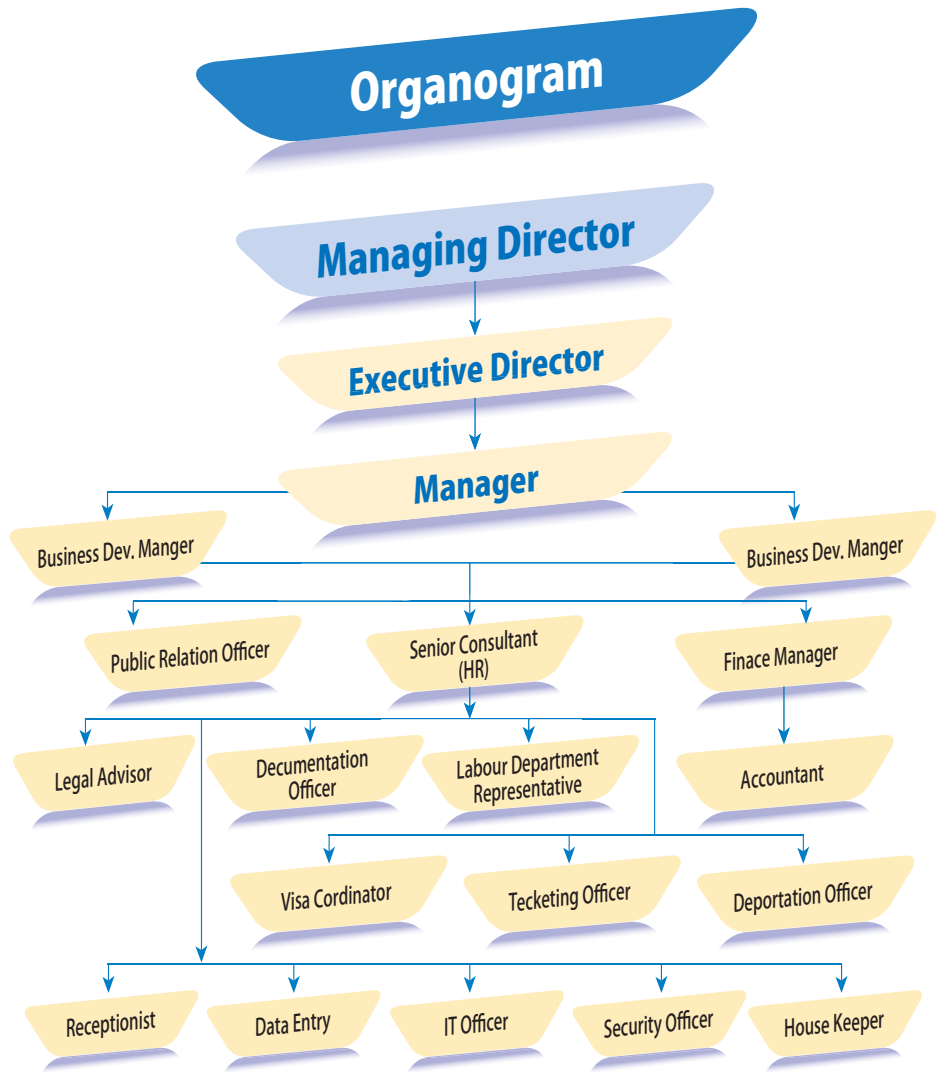 Organogram
Managing Director
Executive Director
Manager
Business Dev. Manger
Business Dev. Manger
Public Relation Officer
Senior Consultant
(HR)
Finace Manager
Legal Advisor
Decumentation
Officer
Labour Department
Representative
Accountant
Visa Cordinator
Tecketing Officer
Deportation Officer
Receptionist
Data Entry
IT Officer
Security Officer
House Keeper